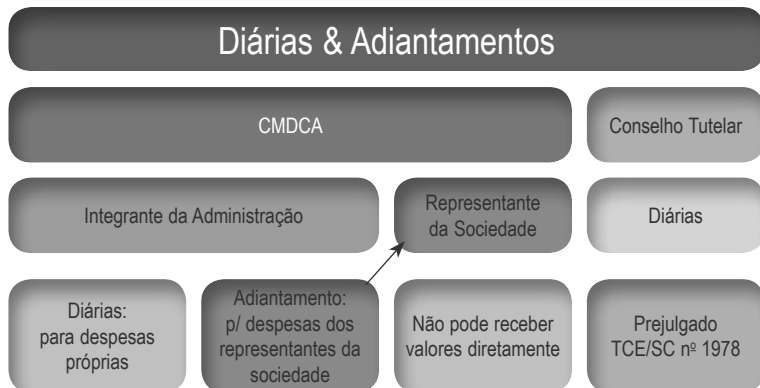 Diárias & Adiantamentos
CMDCA
Conselho Tutelar
Integrante da Administração
Representante
da Sociedade
Diárias
Diárias:
para despesas
próprias
Adiantamento:
p/ despesas dos
representantes da
sociedade
Não pode receber
valores diretamente
Prejulgado
TCE/SC nº 1978